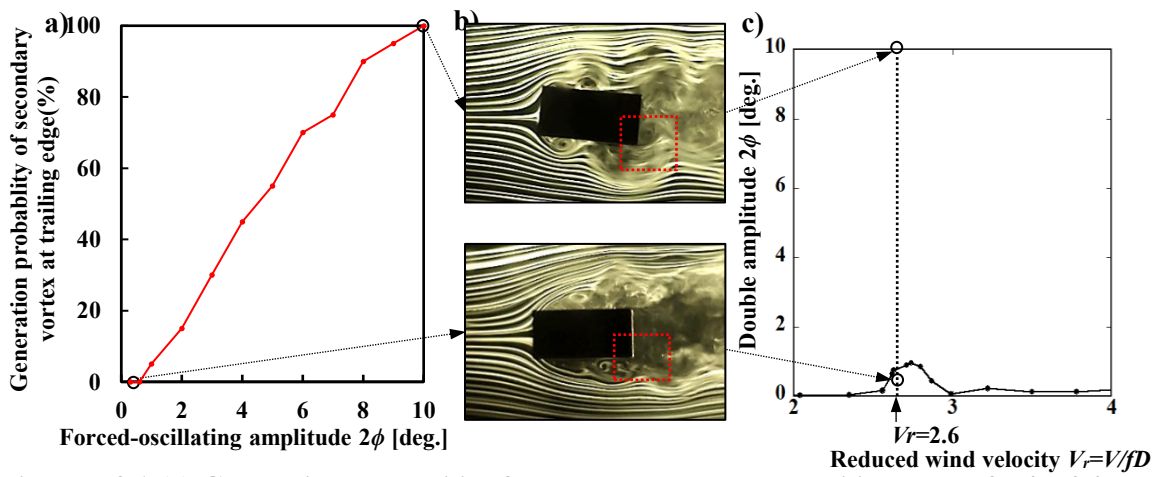 a)
b)
c)
Generation probablity of secondary
vortex at trailing edge(%)
100
80
60
40
20
0
0 2 4 6 8 10
Forced-oscillating amplitude 2ϕ [deg.]
Double amplitude 2ϕ [deg.]
10
8
6
4
2
0
2 3 4
Vr=2.6
Reduced wind velocity Vr=V/fD